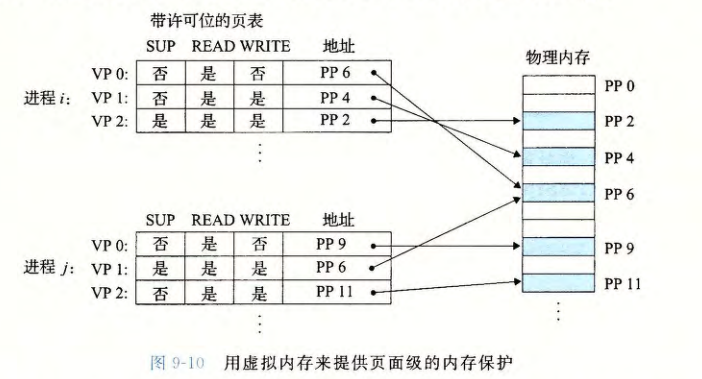 带许可位的页表
SUP READ WRITE 地址
进程 i:
VP 0: 否 是 否 PP 6
VP 1: 否 是 是 PP 4
VP 2: 是 是 是 PP 2
⋮
SUP READ WRITE 地址
进程 j:
VP 0: 否 是 否 PP 9
VP 1: 是 是 是 PP 6
VP 2: 否 是 是 PP 11
⋮
物理内存
PP 0
PP 2
PP 4
PP 6
PP 9
PP 11
⋮
图 9-10 用虚拟内存来提供页面级的内存保护